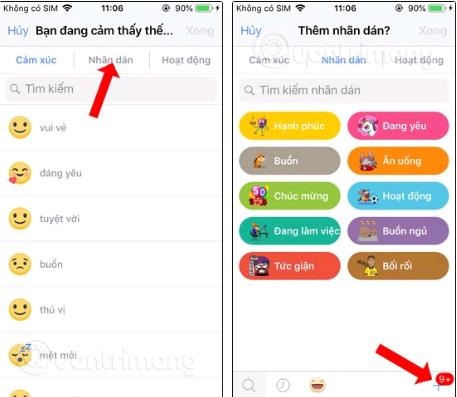 Không có SIM 11:06 90%
Hủy Bạn đang cảm thấy thế... Xong
Cảm xúc Nhãn dán Hoạt động
Tìm kiếm
vui vẻ
đáng yêu
tuyệt vời
buồn
thú vị
mệt mỏi
Quantrimang
Không có SIM 11:06 90%
Hủy Thêm nhãn dán? Xong
Quantrimang
Cảm xúc Nhãn dán Hoạt động
Tìm kiếm nhãn dán
Hạnh phúc Đang yêu
Buồn Ăn uống
Chúc mừng Hoạt động
Đang làm việc Buồn ngủ
Tức giận Bối rối
9+